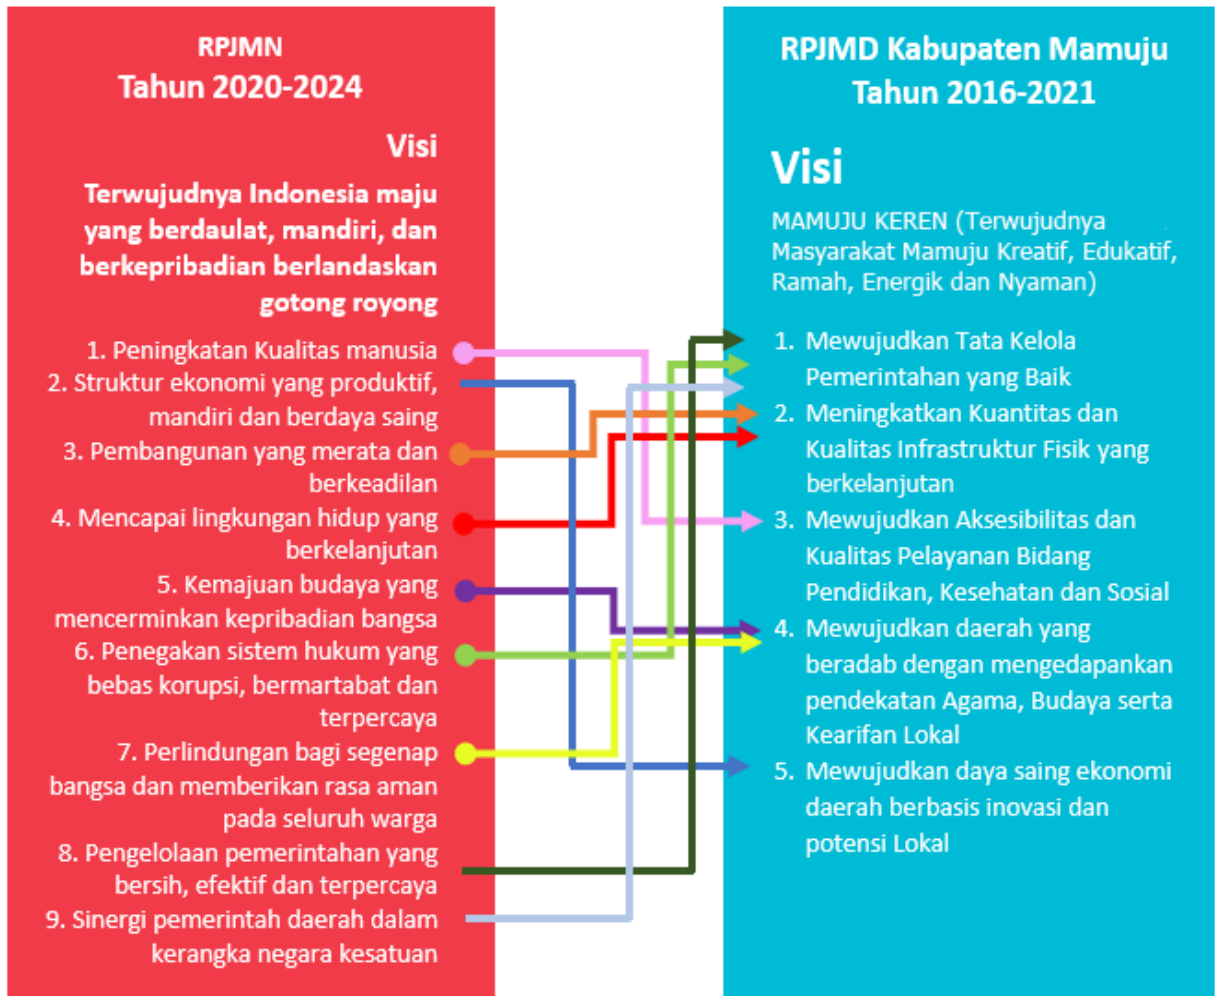 RPJMN
Tahun 2020-2024
Visi
Terwujudnya Indonesia maju
yang berdaulat, mandiri, dan
berkepribadian berlandaskan
gotong royong
1. Peningkatan Kualitas manusia
2. Struktur ekonomi yang produktif,
mandiri dan berdaya saing
3. Pembangunan yang merata dan
berkeadilan
4. Mencapai lingkungan hidup yang
berkelanjutan
5. Kemajuan budaya yang
mencerminkan kepribadian bangsa
6. Penegakan sistem hukum yang
bebas korupsi, bermartabat dan
terpercaya
7. Perlindungan bagi segenap
bangsa dan memberikan rasa aman
pada seluruh warga
8. Pengelolaan pemerintahan yang
bersih, efektif dan terpercaya
9. Sinergi pemerintah daerah dalam
kerangka negara kesatuan
RPJMD Kabupaten Mamuju
Tahun 2016-2021
Visi
MAMUJU KEREN (Terwujudnya
Masyarakat Mamuju Kreatif, Edukatif,
Ramah, Energik dan Nyaman)
1. Mewujudkan Tata Kelola
Pemerintahan yang Baik
2. Meningkatkan Kuantitas dan
Kualitas Infrastruktur Fisik yang
berkelanjutan
3. Mewujudkan Aksesibilitas dan
Kualitas Pelayanan Bidang
Pendidikan, Kesehatan dan Sosial
4. Mewujudkan daerah yang
beradab dengan mengedapankan
pendekatan Agama, Budaya serta
Kearifan Lokal
5. Mewujudkan daya saing ekonomi
daerah berbasis inovasi dan
potensi Lokal